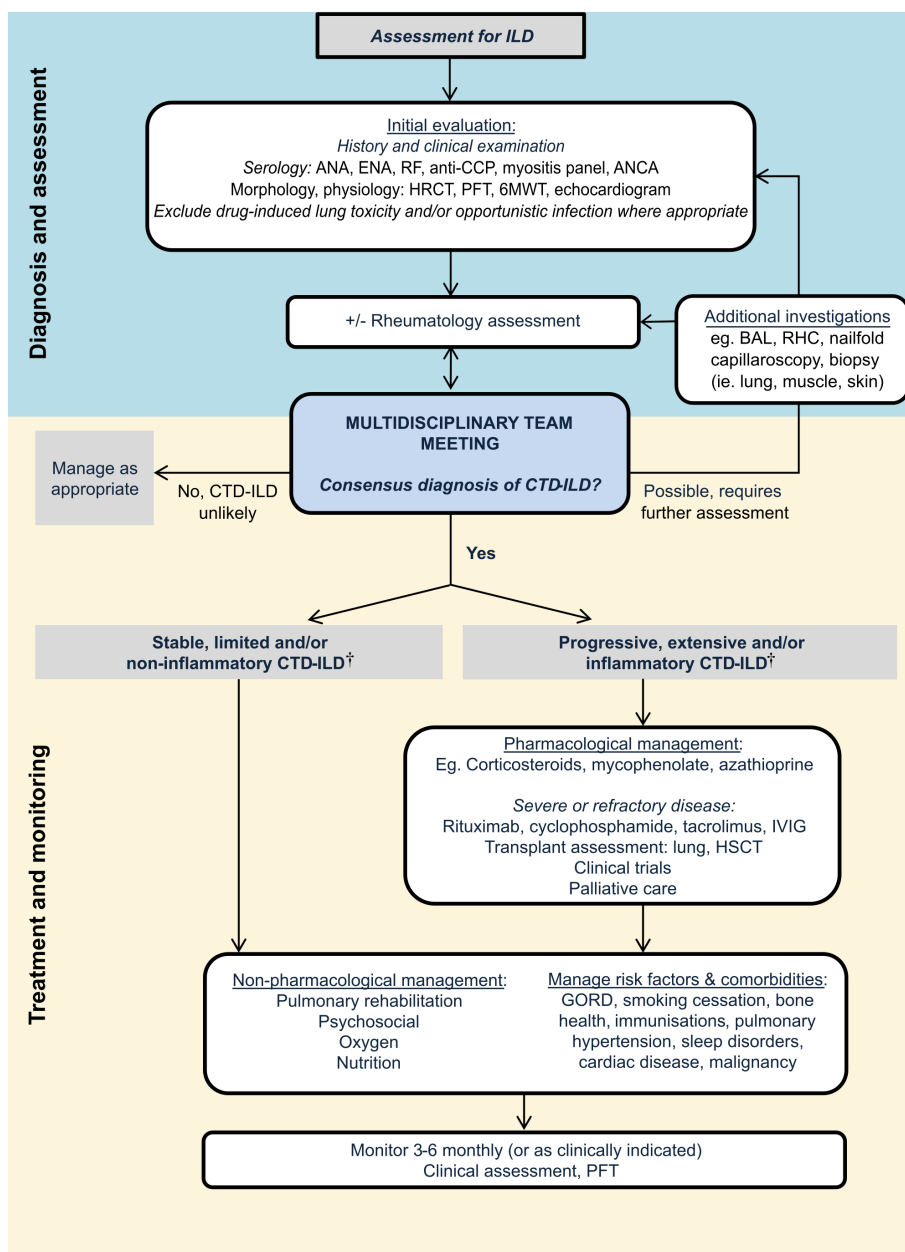 Assessment for ILD
Diagnosis and assessment
Initial evaluation:
History and clinical examination
Serology: ANA, ENA, RF, anti-CCP, myositis panel, ANCA
Morphology, physiology: HRCT, PFT, 6MWT, echocardiogram
Exclude drug-induced lung toxicity and/or opportunistic infection where appropriate
+/- Rheumatology assessment
Additional investigations
eg. BAL, RHC, nailfold
capillaroscopy, biopsy
(ie. lung, muscle, skin)
MULTIDISCIPLINARY TEAM
MEETING
Consensus diagnosis of CTD-ILD?
Manage as
appropriate
No, CTD-ILD
unlikely
Possible, requires
further assessment
Yes
Treatment and monitoring
Stable, limited and/or
non-inflammatory CTD-ILD†
Progressive, extensive and/or
inflammatory CTD-ILD†
Pharmacological management:
Eg. Corticosteroids, mycophenolate, azathioprine
Severe or refractory disease:
Rituximab, cyclophosphamide, tacrolimus, IVIG
Transplant assessment: lung, HSCT
Clinical trials
Palliative care
Non-pharmacological management:
Pulmonary rehabilitation
Psychosocial
Oxygen
Nutrition
Manage risk factors & comorbidities:
GORD, smoking cessation, bone
health, immunisations, pulmonary
hypertension, sleep disorders,
cardiac disease, malignancy
Monitor 3-6 monthly (or as clinically indicated)
Clinical assessment, PFT